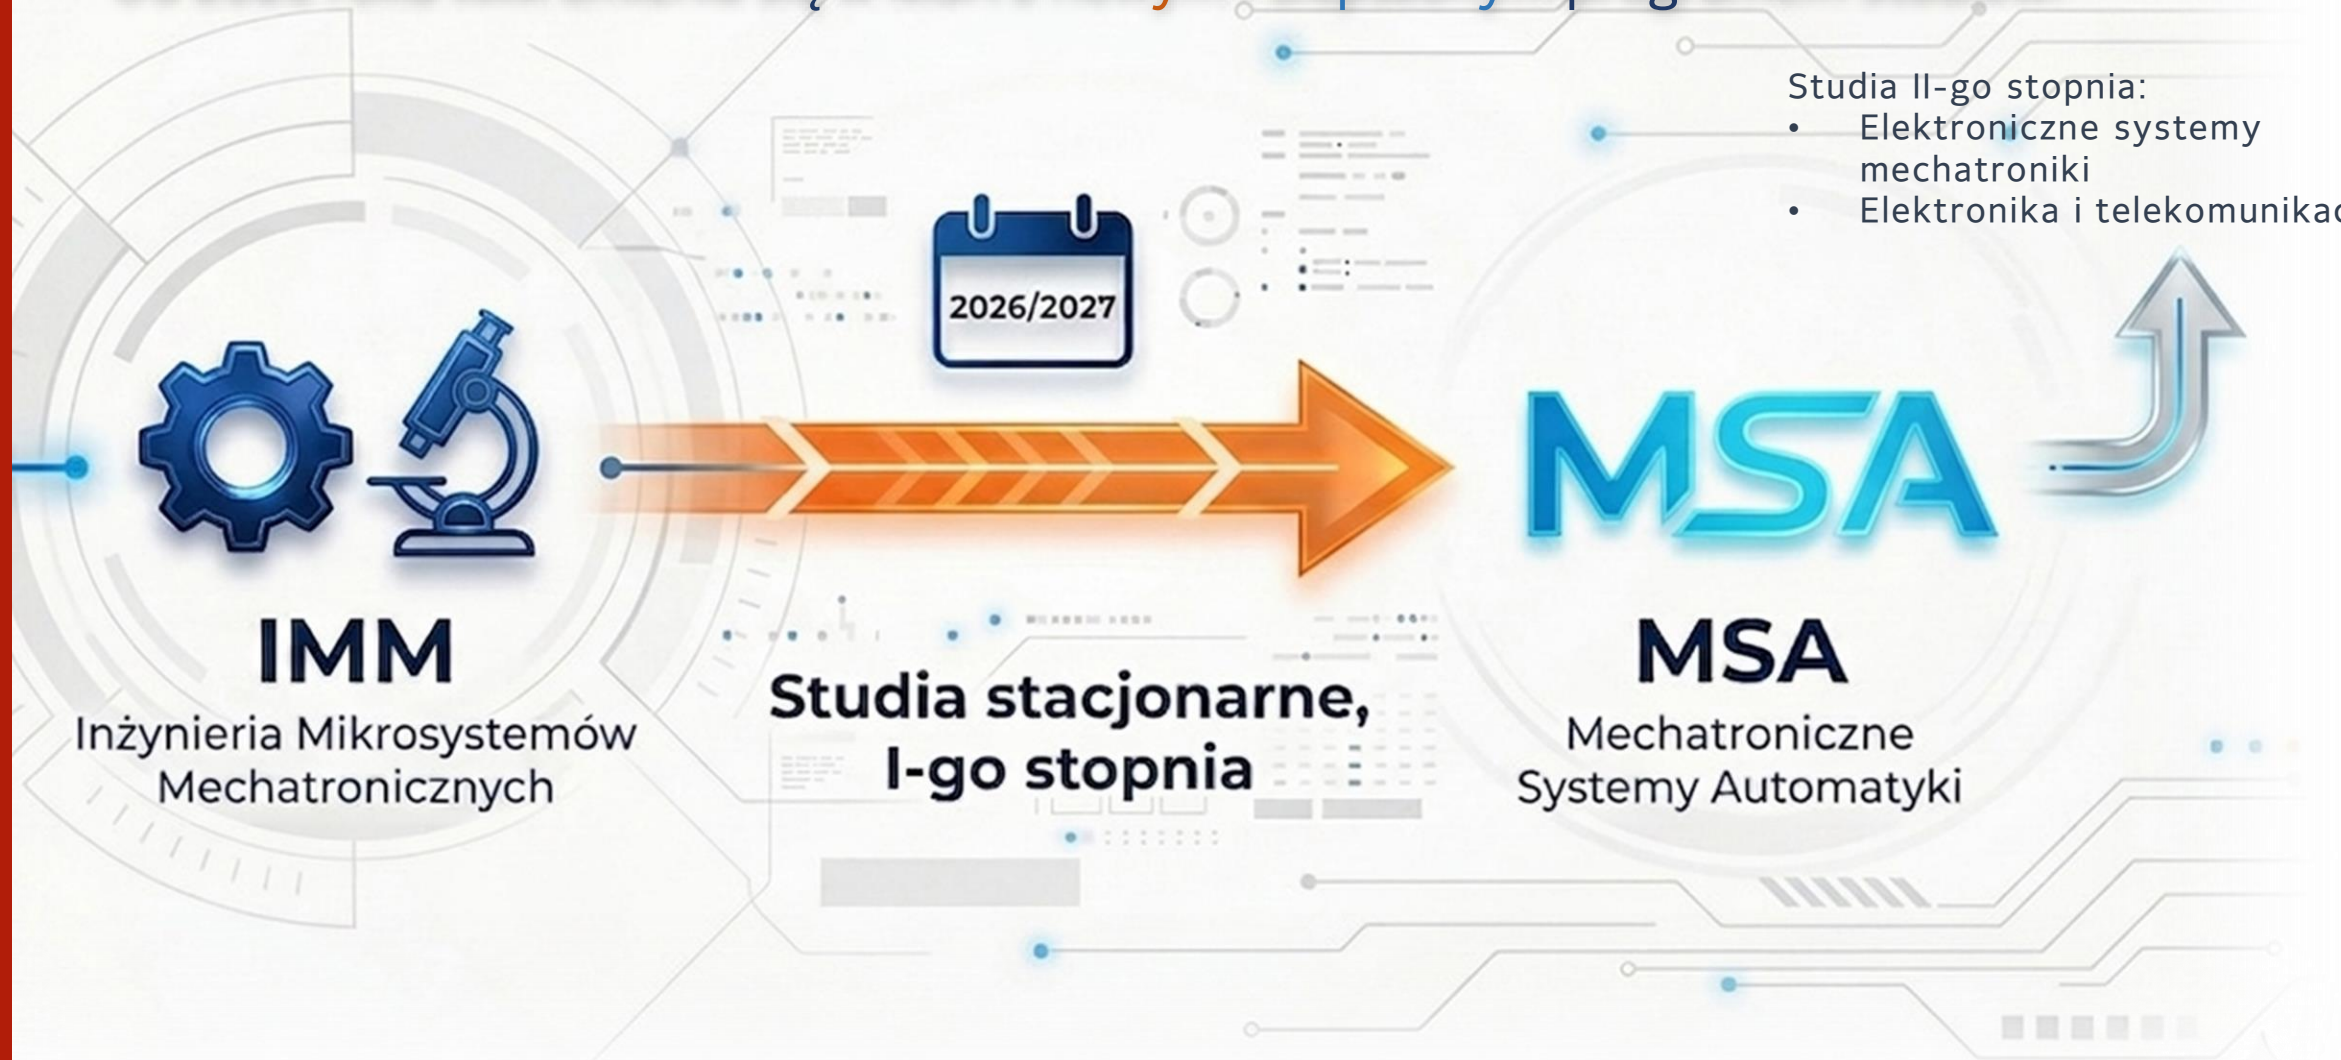 Studia II-go stopnia:
• Elektroniczne systemy
mechatroniki
• Elektronika i
2026/2027
MSA
IMM
Inżynieria Mikrosystemów
Mechatronicznych
Studia stacjonarne,
I-go stopnia
MSA
Mechatroniczne
Systemy Automatyki